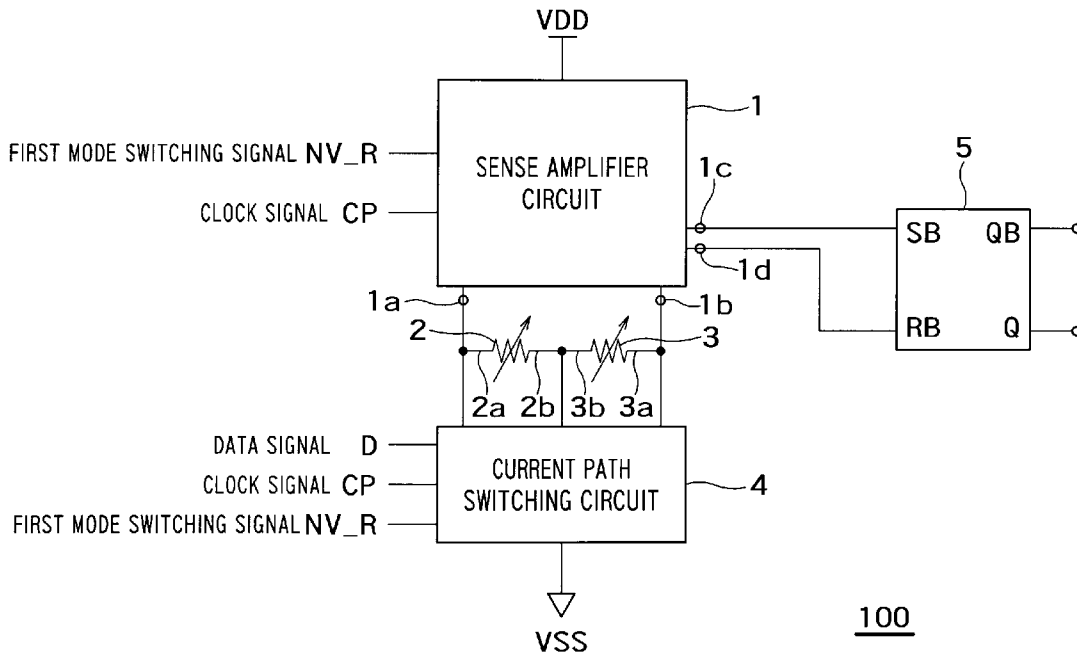 VDD
1
FIRST MODE SWITCHING SIGNAL NV_R
SENSE AMPLIFIER
CIRCUIT
CLOCK SIGNAL CP
1c
5
SB QB
1d
1a
1b
2
3
RB Q
2a 2b 3b 3a
DATA SIGNAL D
CURRENT PATH
SWITCHING CIRCUIT
CLOCK SIGNAL CP
4
FIRST MODE SWITCHING SIGNAL NV_R
VSS
100